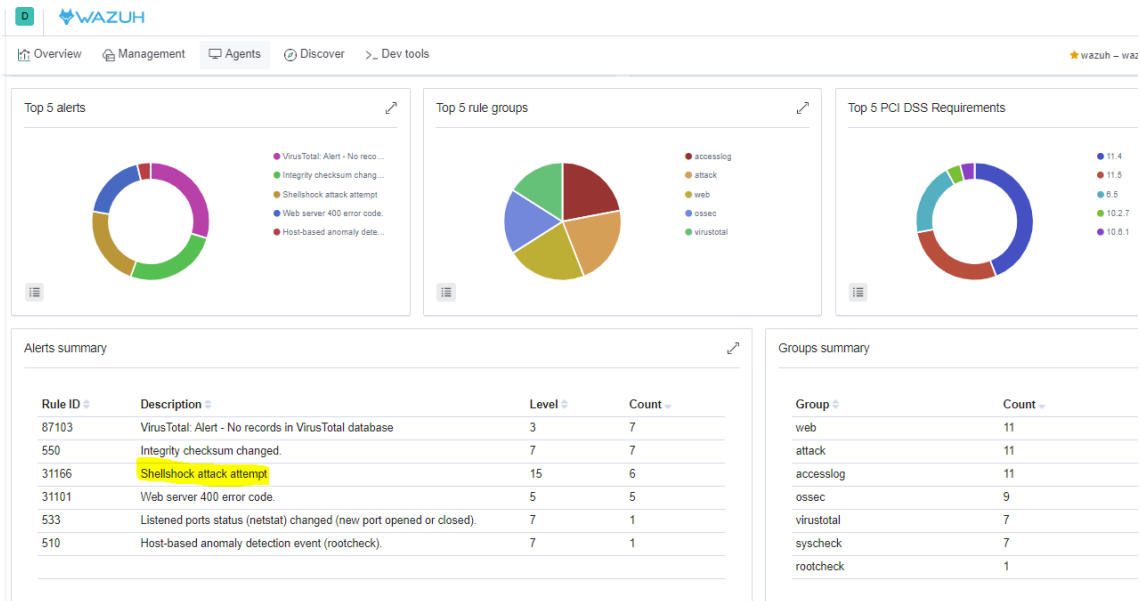 D WAZUH
Overview Management Agents Discover >_ Dev tools wazuh – waz
Top 5 alerts
VirusTotal: Alert - No reco...
Integrity checksum chang...
Shellshock attack attempt
Web server 400 error code.
Host-based anomaly dete...
Top 5 rule groups
accesslog
attack
web
ossec
virustotal
Top 5 PCI DSS Requirements
11.4
11.5
6.5
10.2.7
10.6.1
Alerts summary
Rule ID Description Level Count
87103 VirusTotal: Alert - No records in VirusTotal database 3 7
550 Integrity checksum changed. 7 7
31166 Shellshock attack attempt 15 6
31101 Web server 400 error code. 5 5
533 Listened ports status (netstat) changed (new port opened or closed). 7 1
510 Host-based anomaly detection event (rootcheck). 7 1
Groups summary
Group Count
web 11
attack 11
accesslog 11
ossec 9
virustotal 7
syscheck 7
rootcheck 1